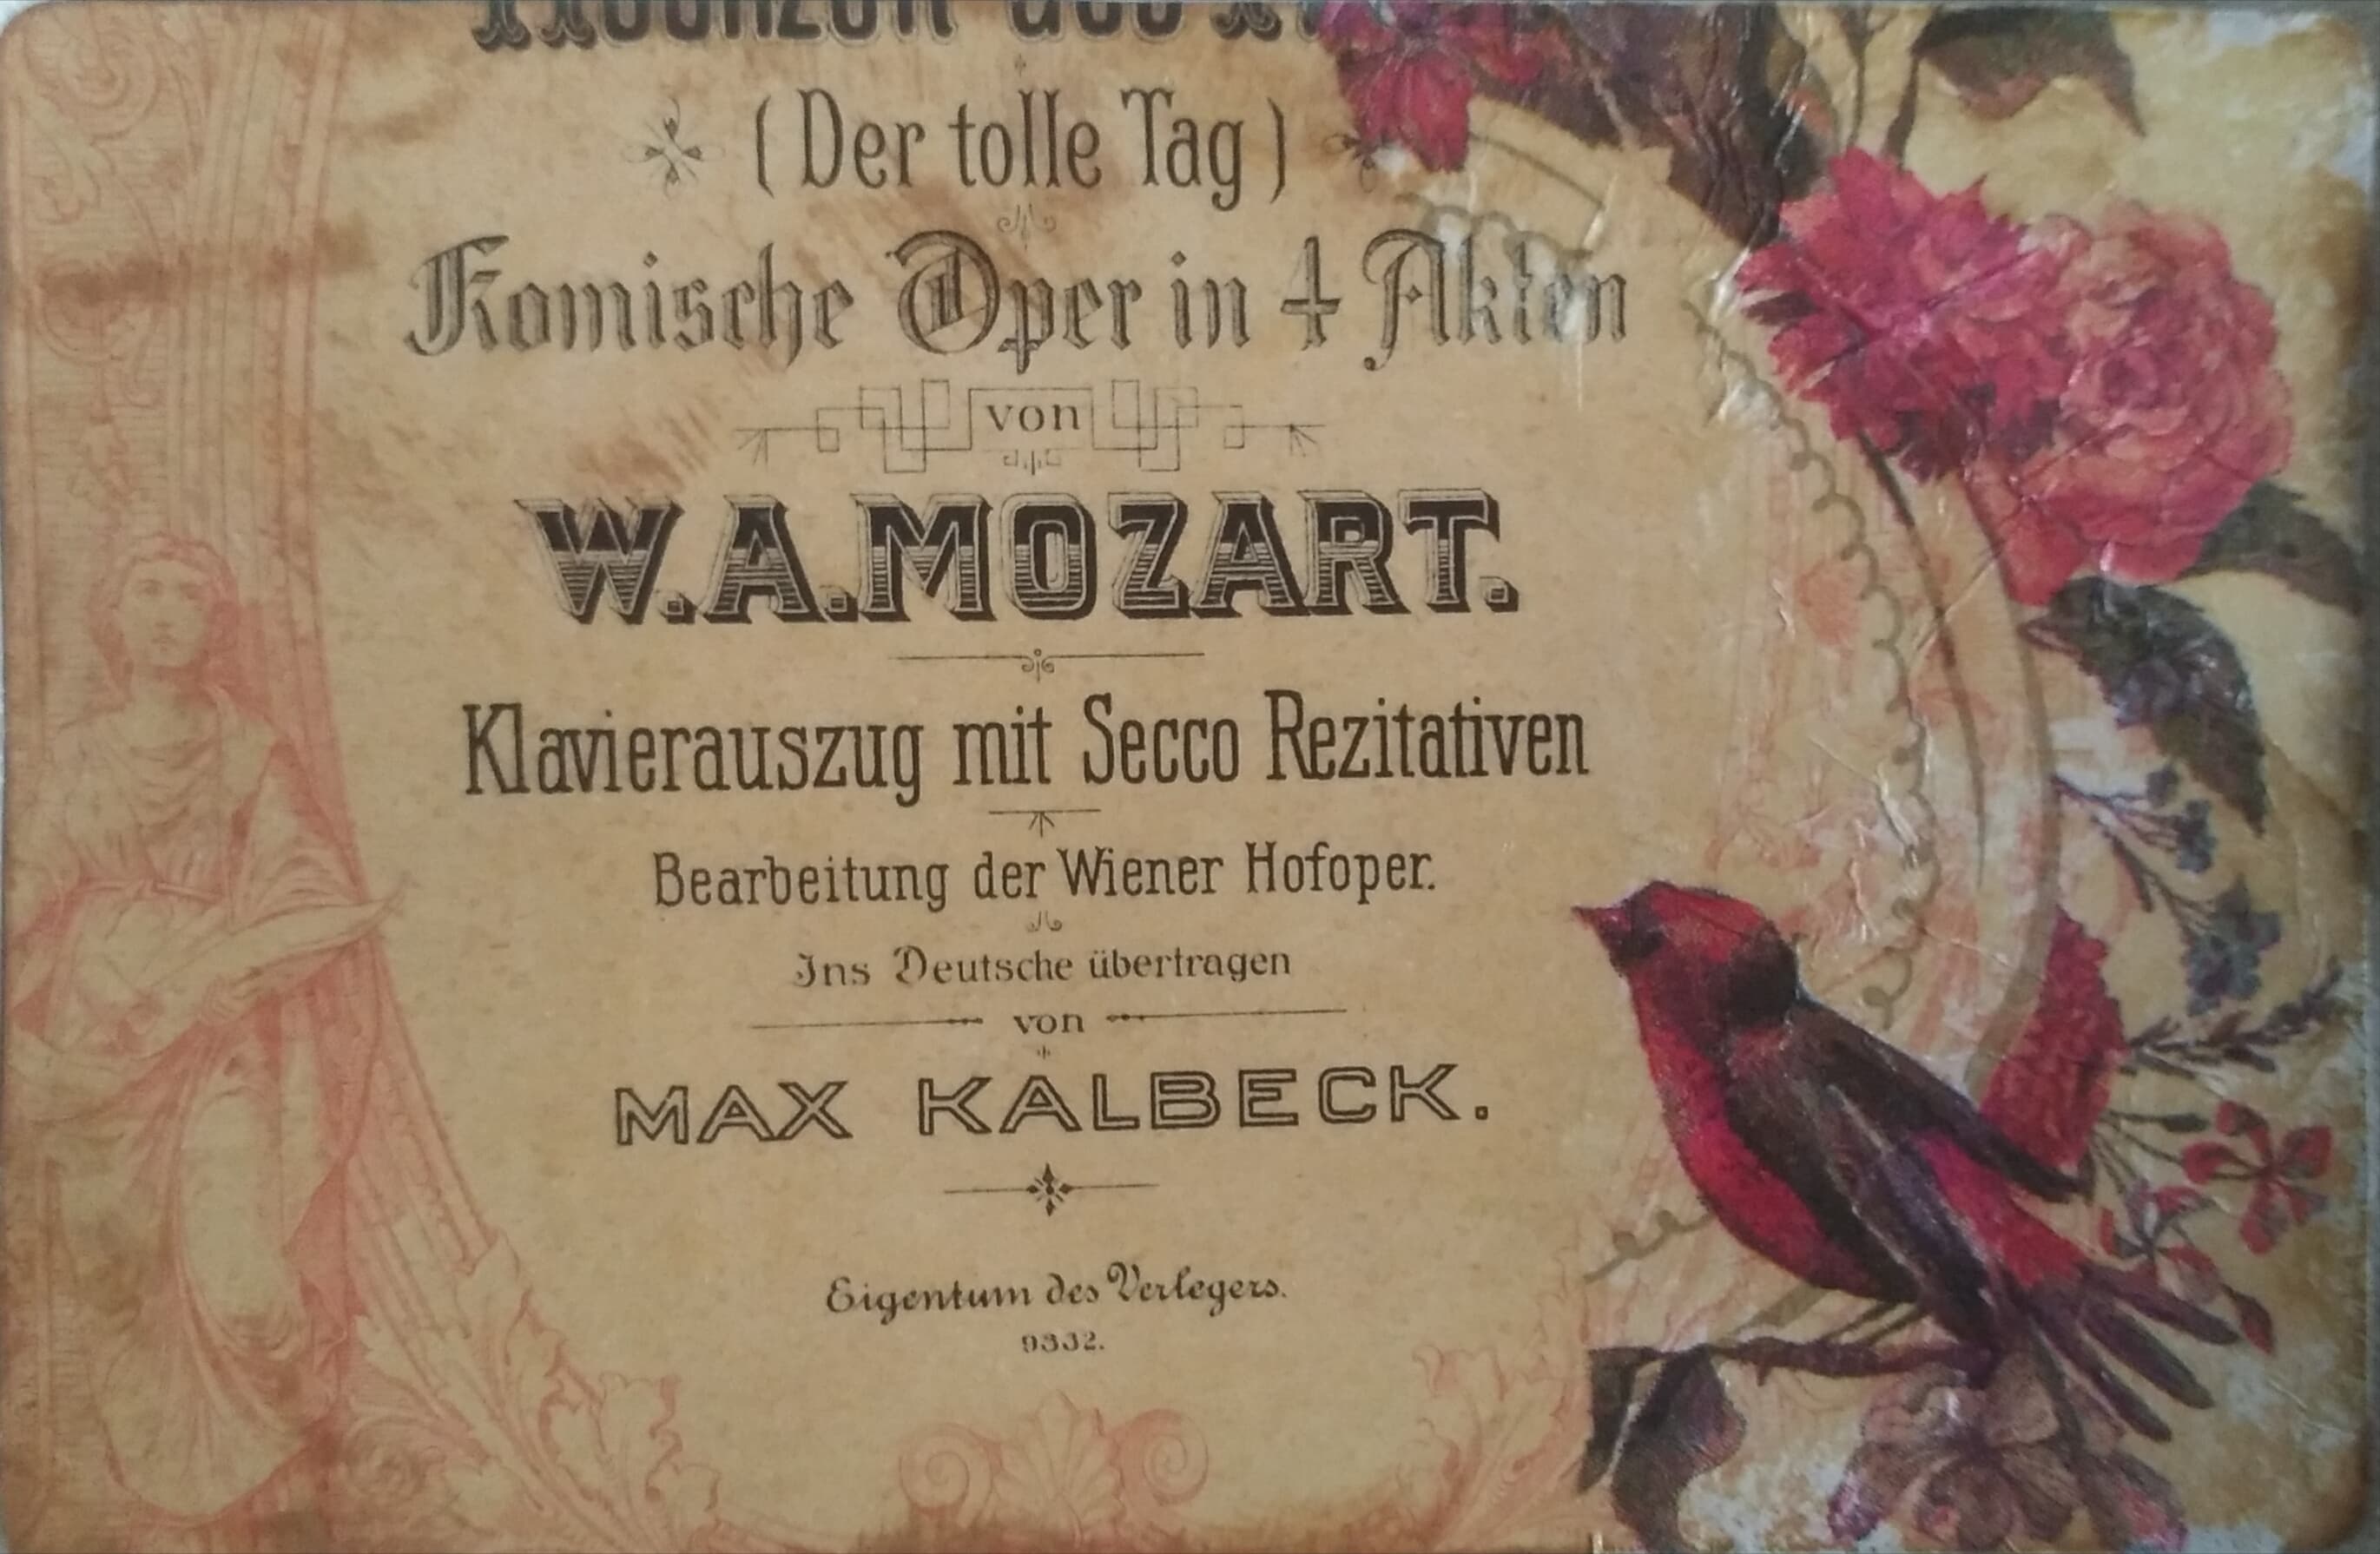 ( Der tolle Tag )
Komische Oper in 4 Akten
von
W.A.MOZART.
Klavierauszug mit Secco Rezitativen
Bearbeitung der Wiener Hofoper.
Ins Deutsche übertragen
von
MAX KALBECK.
Eigentum des Verlegers.
9332.